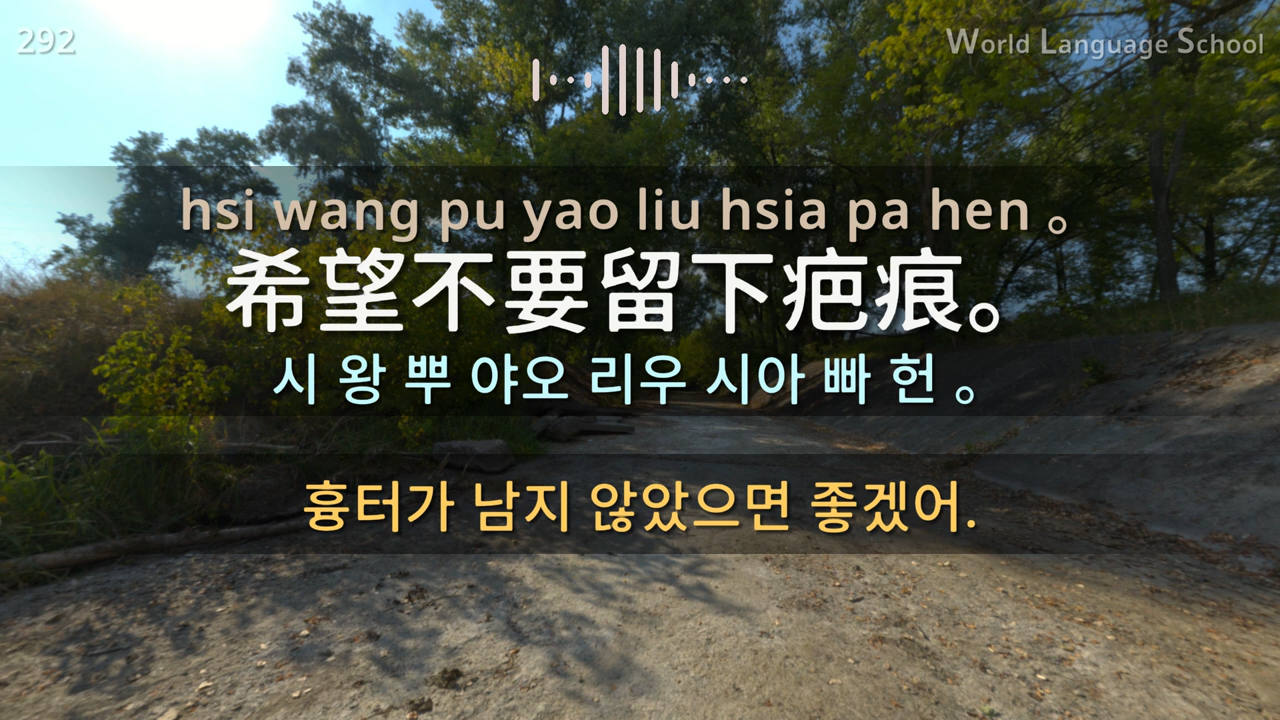 292
World Language School
hsi wang pu yao liu hsia pa hen 。
希望不要留下疤痕。
시 왕 뿌 야오 리우 시아 빠 헌 。
흉터가 남지 않았으면 좋겠어.